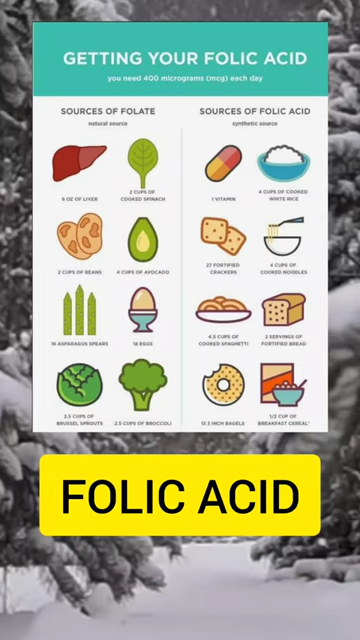 GETTING YOUR FOLIC ACID
you need 400 micrograms (mcg) each day
SOURCES OF FOLATE
natural source
SOURCES OF FOLIC ACID
synthetic source
6 OZ OF LIVER
2 CUPS OF
COOKED SPINACH
1 VITAMIN
4 CUPS OF COOKED
WHITE RICE
2 CUPS OF BEANS
4 CUPS OF AVOCADO
27 FORTIFIED
CRACKERS
4 CUPS OF
COOKED NOODLES
ASPARAGUS SPEARS
18 EGGS
4.5 CUPS OF
COOKED SPAGHETTI
2 SERVINGS OF
FORTIFIED BREAD
2.5 CUPS OF
BRUSSEL SPROUTS
2.5 CUPS OF BROCCOLI
3 INCH BAGELS
1/2 CUP OF
BREAKFAST CEREAL*
FOLIC ACID